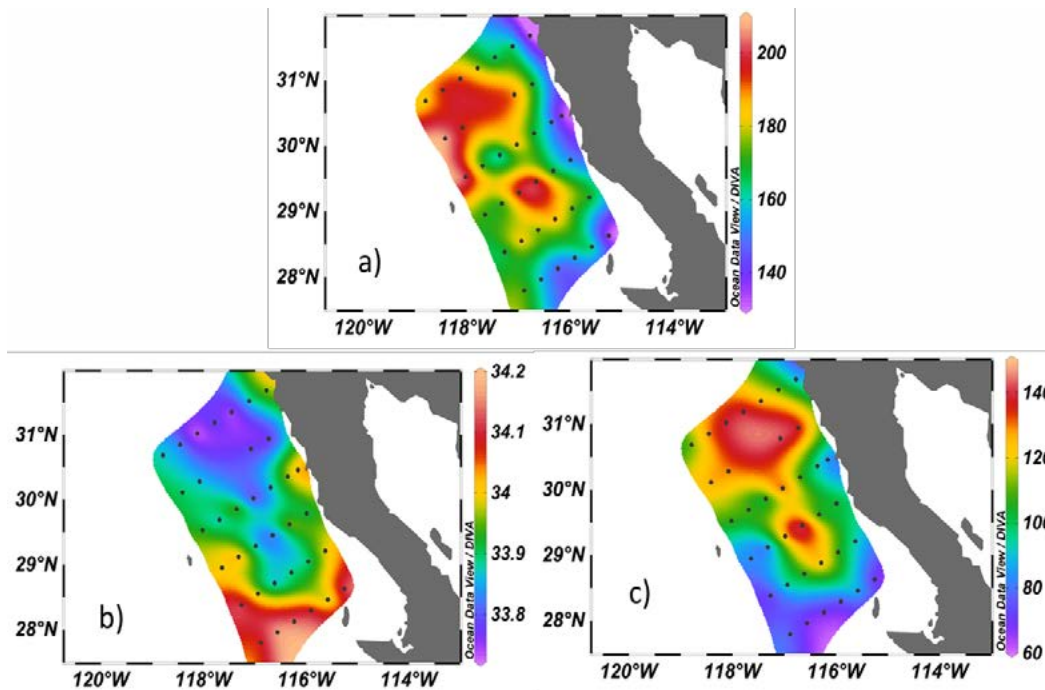 31°N
30°N
29°N
28°N
120°W
118°W
116°W
114°W
a)
200
180
160
140
Ocean Data View / DIVA
31°N
30°N
29°N
28°N
120°W
118°W
116°W
114°W
b)
34.2
34.1
34
33.9
33.8
Ocean Data View / DIVA
31°N
30°N
29°N
28°N
120°W
118°W
116°W
114°W
c)
140
120
100
80
60
Ocean Data View / DIVA